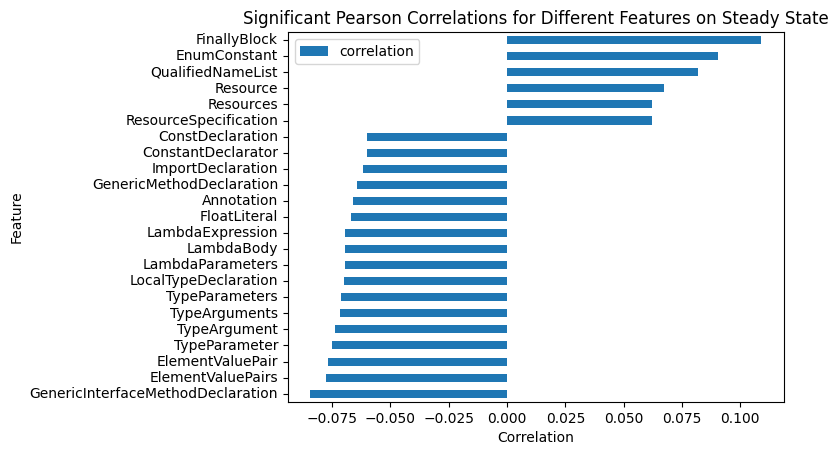 Significant Pearson Correlations for Different Features on Steady State
correlation
Feature
FinallyBlock
EnumConstant
QualifiedNameList
Resource
Resources
ResourceSpecification
ConstDeclaration
ConstantDeclarator
ImportDeclaration
GenericMethodDeclaration
Annotation
FloatLiteral
LambdaExpression
LambdaBody
LambdaParameters
LocalTypeDeclaration
TypeParameters
TypeArguments
TypeArgument
TypeParameter
ElementValuePair
ElementValuePairs
GenericInterfaceMethodDeclaration
−0.075 −0.050 −0.025 0.000 0.025 0.050 0.075 0.100
Correlation